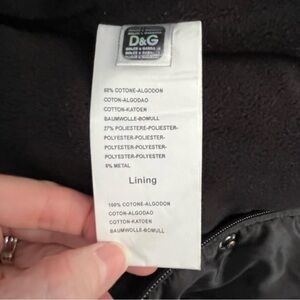 D&G
DOLCE & GABBANA
68% COTONE-ALGODON
COTON-ALGODAO
COTTON-KATOEN
BAUMWOLLE-BOMULL
27% POLIESTERE-POLIESTER-
POLYESTER-POLIESTER-
POLYESTER-POLYESTER-
POLYESTER-POLYESTER
5% METAL
Lining
100% COTONE-ALGODON
COTON-ALGODAO
COTTON-KATOEN
BAUMWOLLE-BOMULL